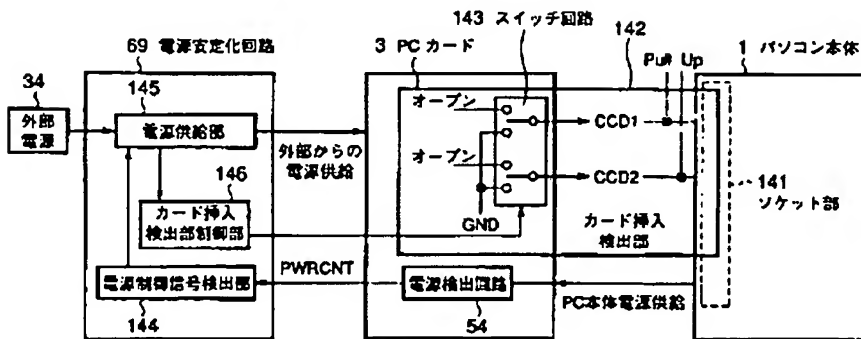 143 スイッチ回路
69 電源安定化回路
3 PCカード
142
1 パソコン本体
Pull Up
34
外部
電源
145
電源供給部
オープン
オープン
CCD1
CCD2
外部からの
電源供給
146
カード挿入
検出部制御部
GND
カード挿入
検出部
141
ソケット部
PWRCNT
電源制御信号検出部
144
電源検出回路
54
PC本体電源供給